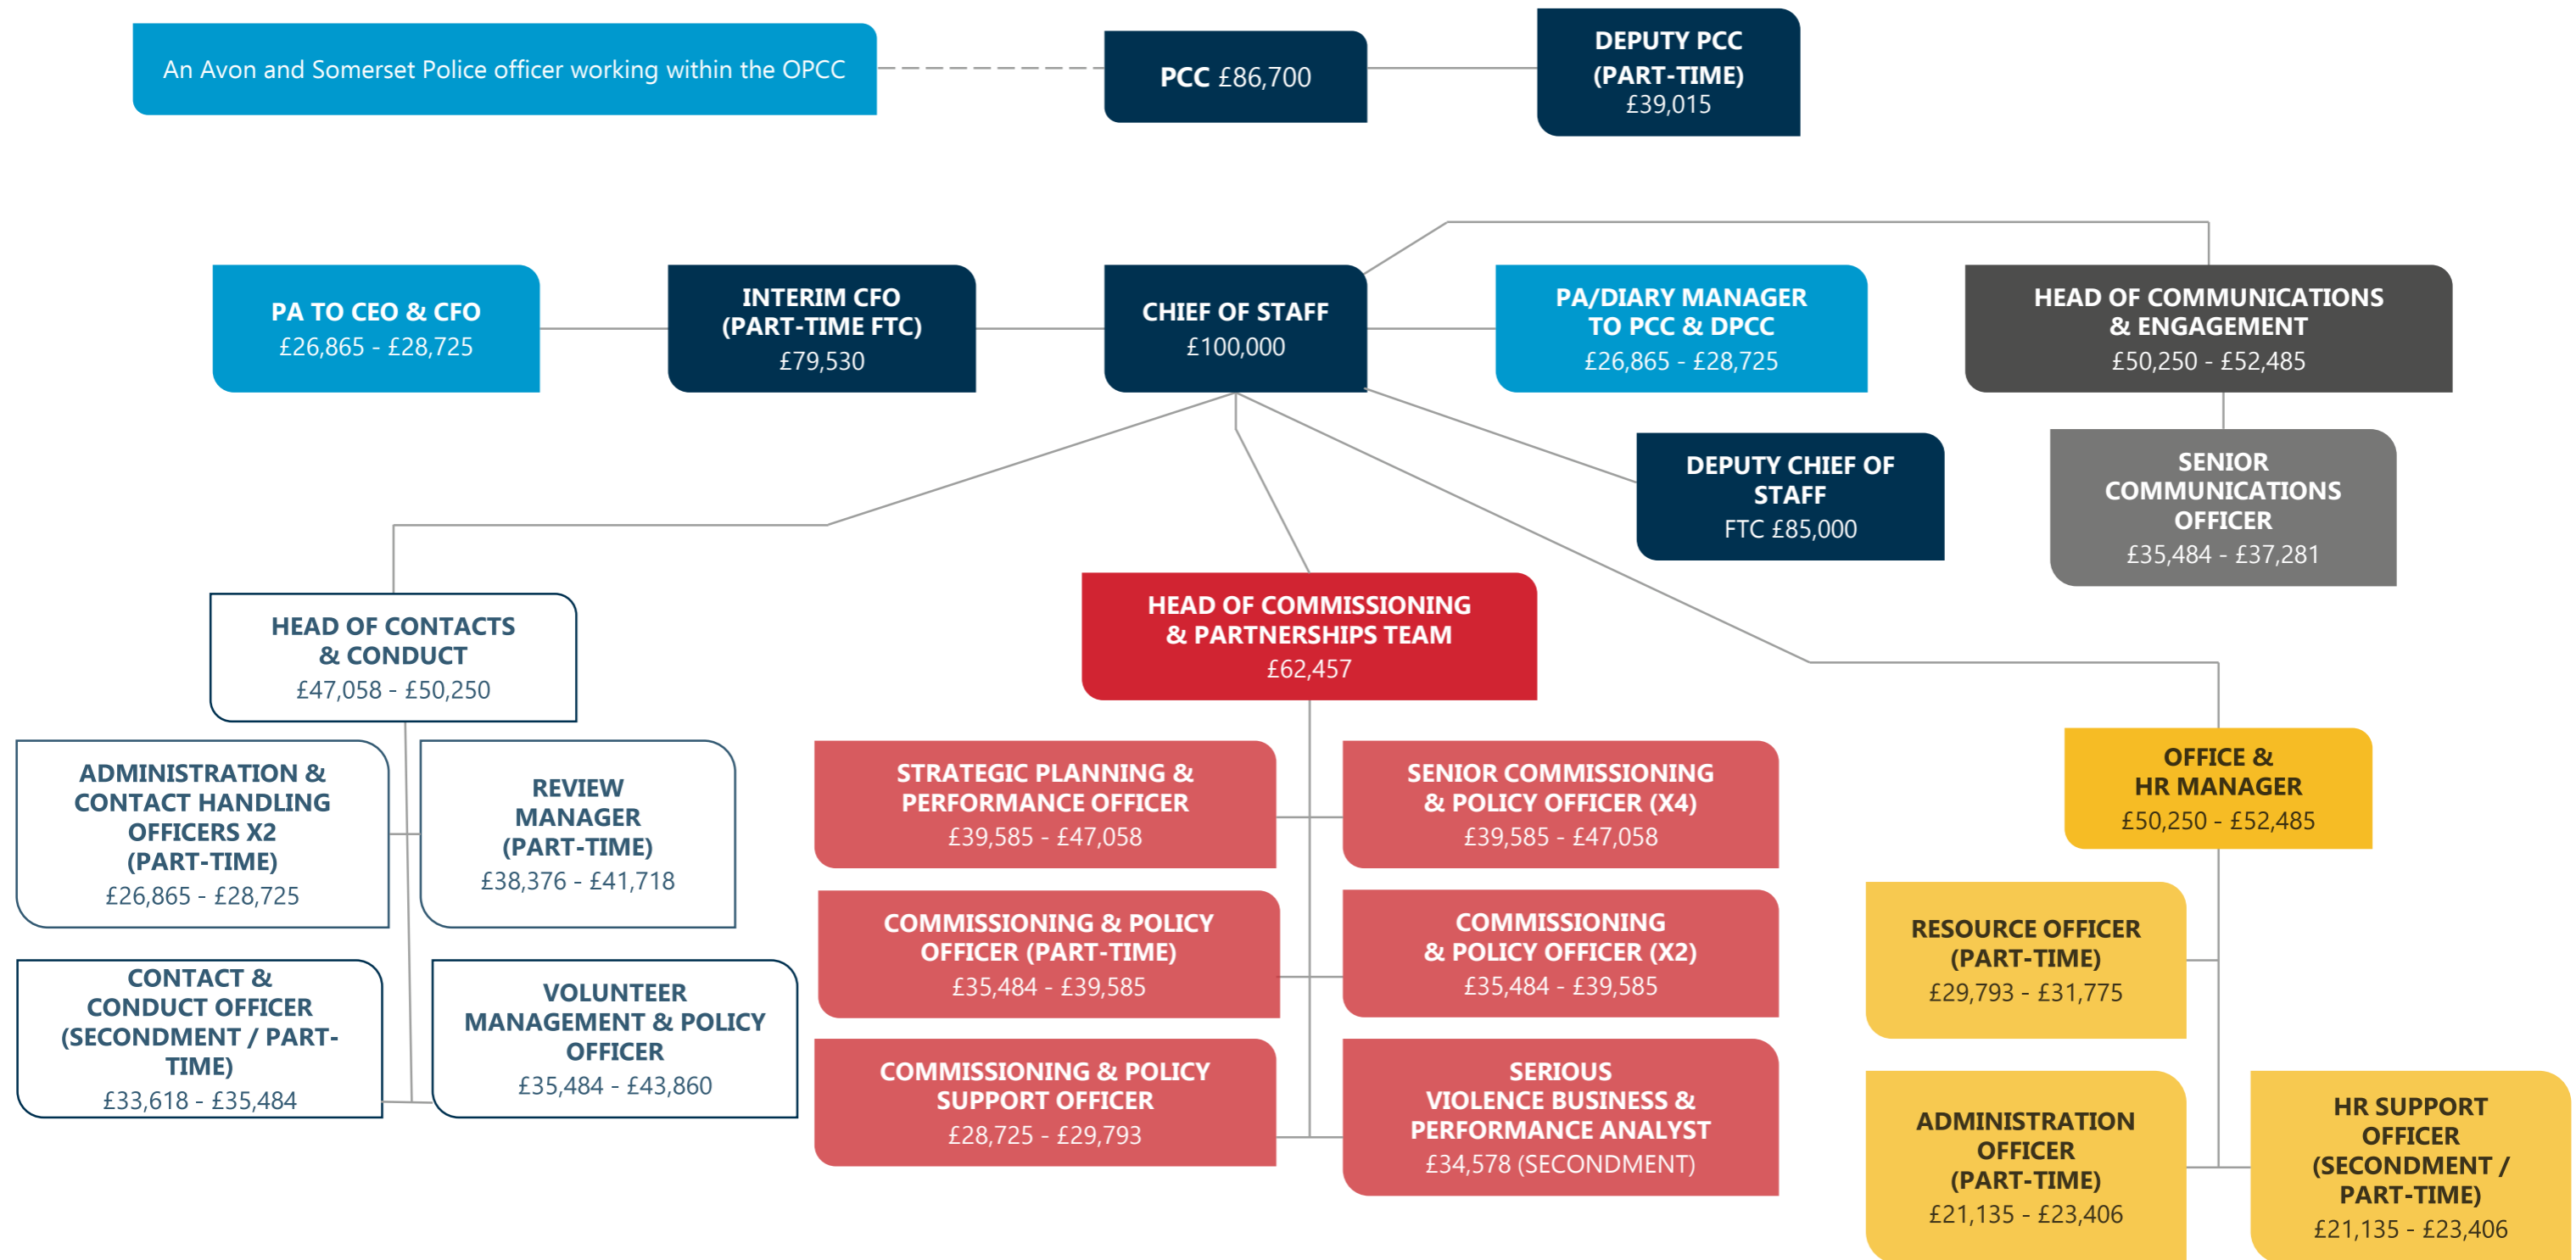 An Avon and Somerset Police officer working within the OPCC
PCC £86,700
DEPUTY PCC
(PART-TIME)
£39,015
PA TO CEO & CFO
£26,865 - £28,725
INTERIM CFO
(PART-TIME FTC)
£79,530
CHIEF OF STAFF
£100,000
PA/DIARY MANAGER
TO PCC & DPCC
£26,865 - £28,725
HEAD OF COMMUNICATIONS
& ENGAGEMENT
£50,250 - £52,485
DEPUTY CHIEF OF
STAFF
FTC £85,000
SENIOR
COMMUNICATIONS
OFFICER
£35,484 - £37,281
HEAD OF CONTACTS
& CONDUCT
£47,058 - £50,250
HEAD OF COMMISSIONING
& PARTNERSHIPS TEAM
£62,457
OFFICE &
HR MANAGER
£50,250 - £52,485
ADMINISTRATION &
CONTACT HANDLING
OFFICERS X2
(PART-TIME)
£26,865 - £28,725
REVIEW
MANAGER
(PART-TIME)
£38,376 - £41,718
CONTACT &
CONDUCT OFFICER
(SECONDMENT / PART-
TIME)
£33,618 - £35,484
VOLUNTEER
MANAGEMENT & POLICY
OFFICER
£35,484 - £43,860
STRATEGIC PLANNING &
PERFORMANCE OFFICER
£39,585 - £47,058
SENIOR COMMISSIONING
& POLICY OFFICER (X4)
£39,585 - £47,058
COMMISSIONING & POLICY
OFFICER (PART-TIME)
£35,484 - £39,585
COMMISSIONING
& POLICY OFFICER (X2)
£35,484 - £39,585
COMMISSIONING & POLICY
SUPPORT OFFICER
£28,725 - £29,793
SERIOUS
VIOLENCE BUSINESS &
PERFORMANCE ANALYST
£34,578 (SECONDMENT)
RESOURCE OFFICER
(PART-TIME)
£29,793 - £31,775
ADMINISTRATION
OFFICER
(PART-TIME)
£21,135 - £23,406
HR SUPPORT
OFFICER
(SECONDMENT /
PART-TIME)
£21,135 - £23,406